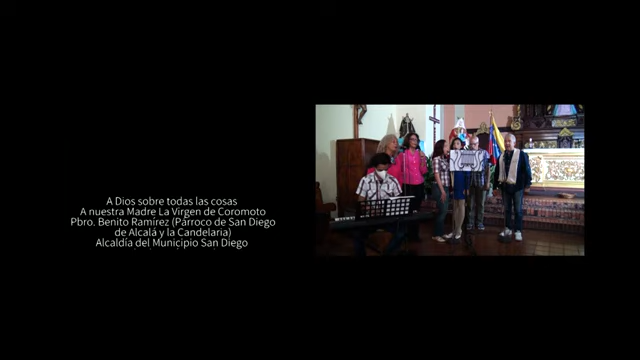 A Dios sobre todas las cosas
A nuestra Madre La Virgen de Coromoto
Pbro. Benito Ramírez (Párroco de San Diego
de Alcalá y la Candelaria)
Alcaldía del Municipio San Diego